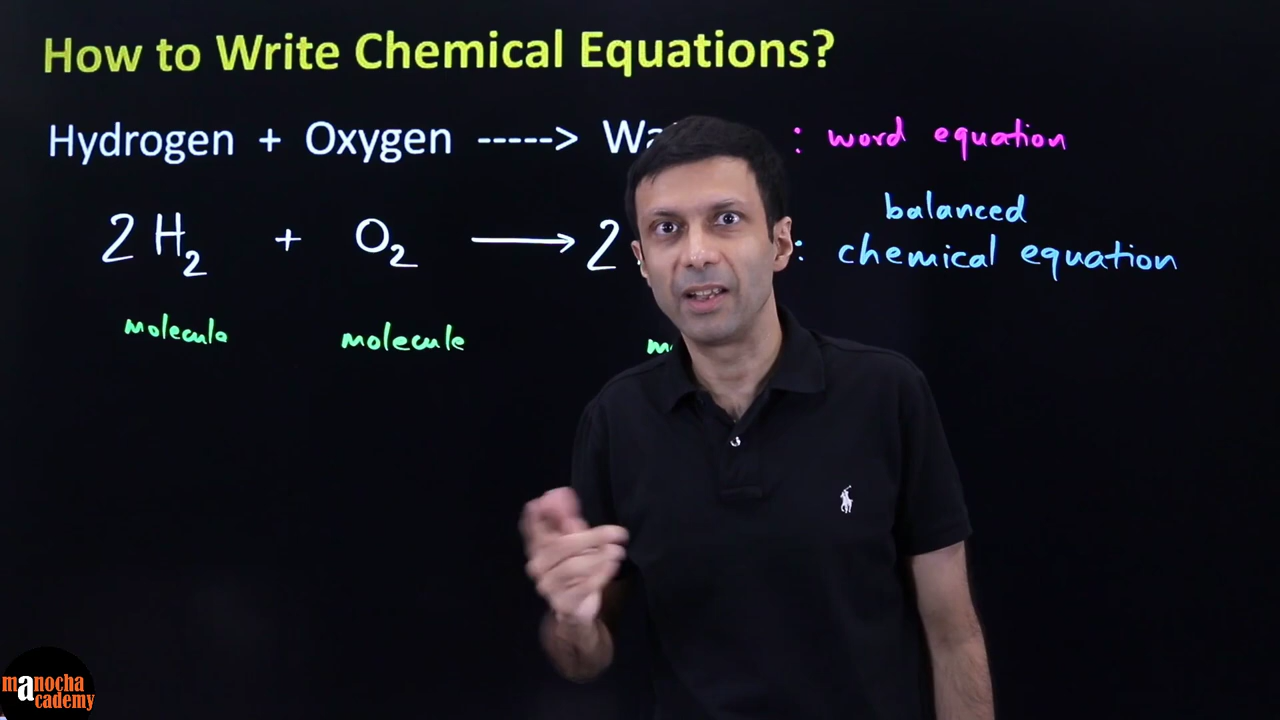 How to Write Chemical Equations?
Hydrogen + Oxygen -----> : word equation
balanced
2 H₂ + O₂ ⟶ 2 : chemical equation
molecule molecule
manocha
academy